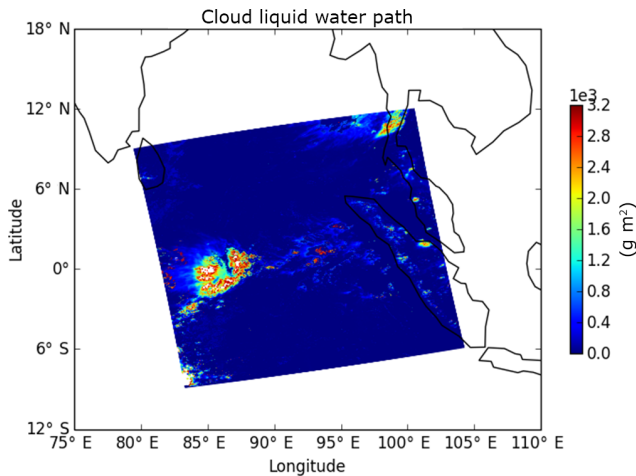 Cloud liquid water path
18° N
12° N
6° N
0°
6° S
12° S
Latitude
75° E 80° E 85° E 90° E 95° E 100° E 105° E 110° E
Longitude
1e3
3.2
2.8
2.4
2.0
1.6
1.2
0.8
0.4
0.0
(g m²)